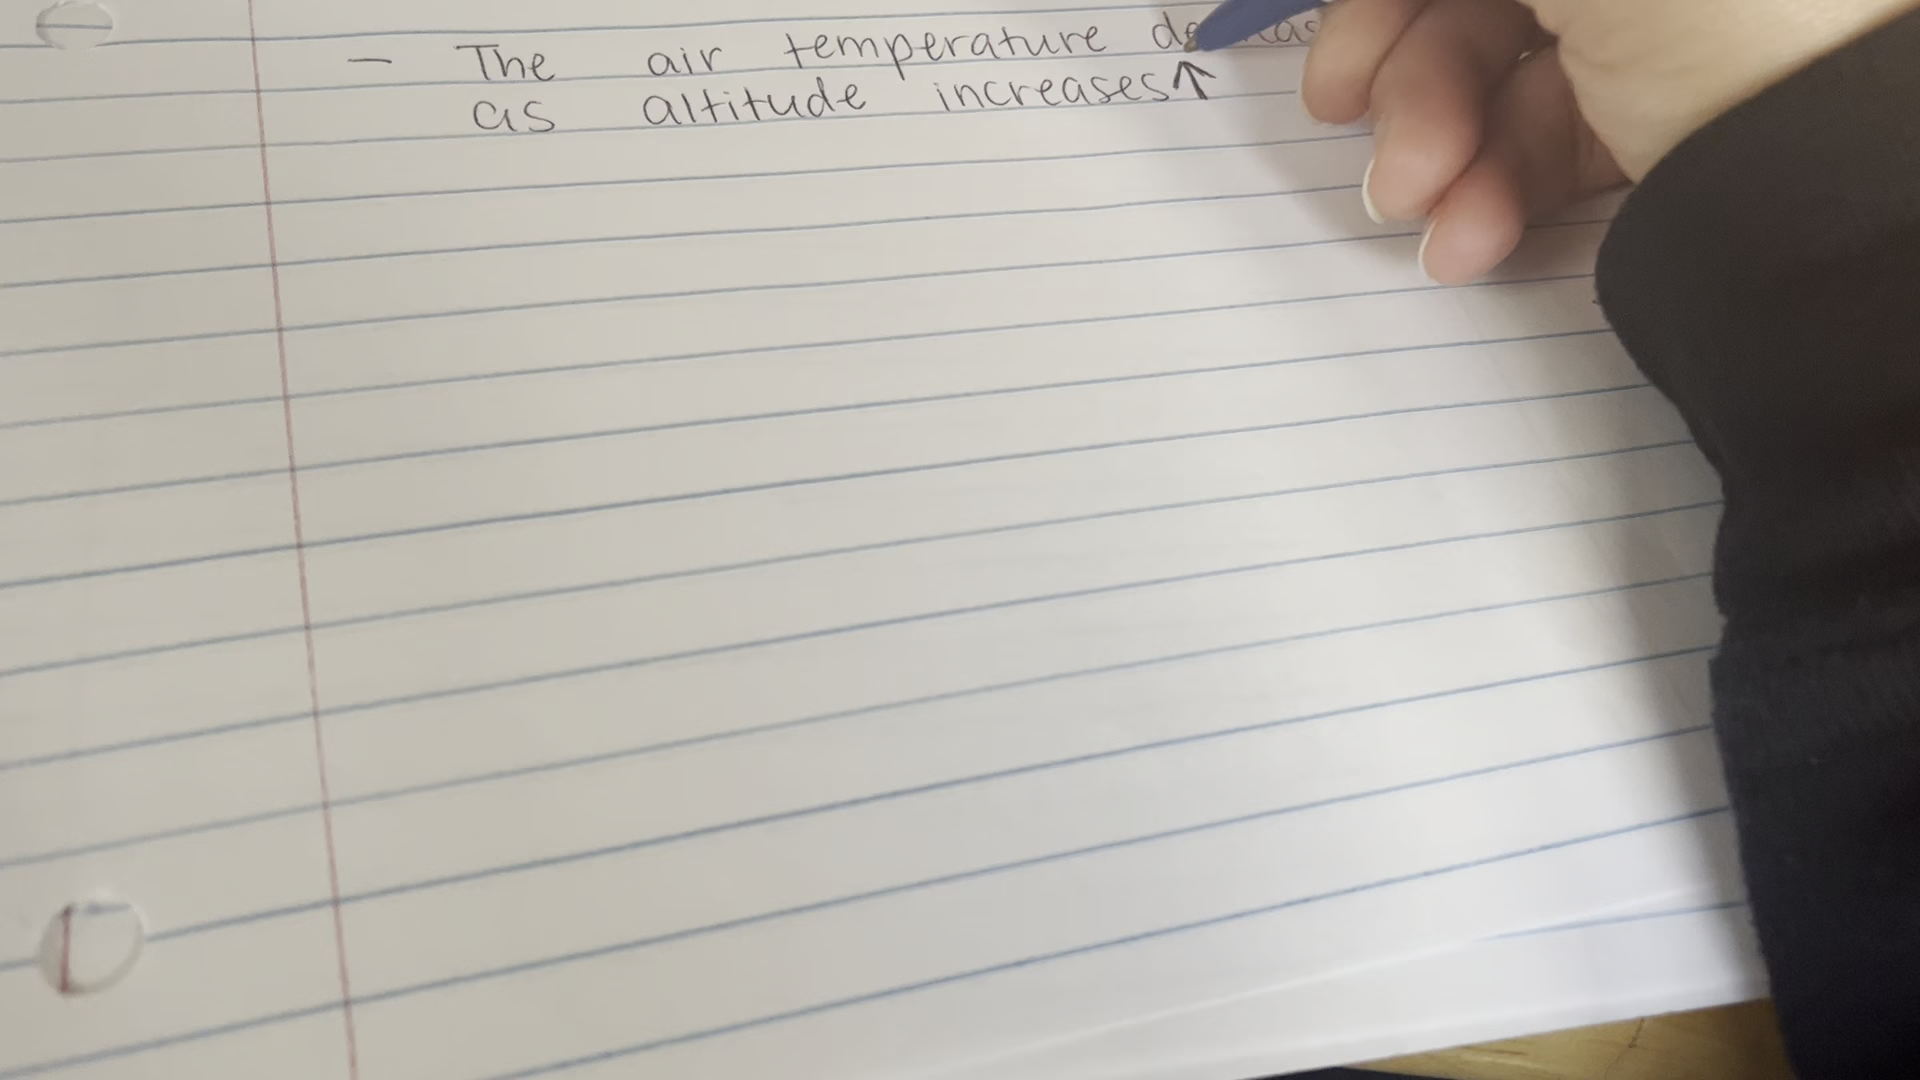 - The air temperature
as altitude increases↑